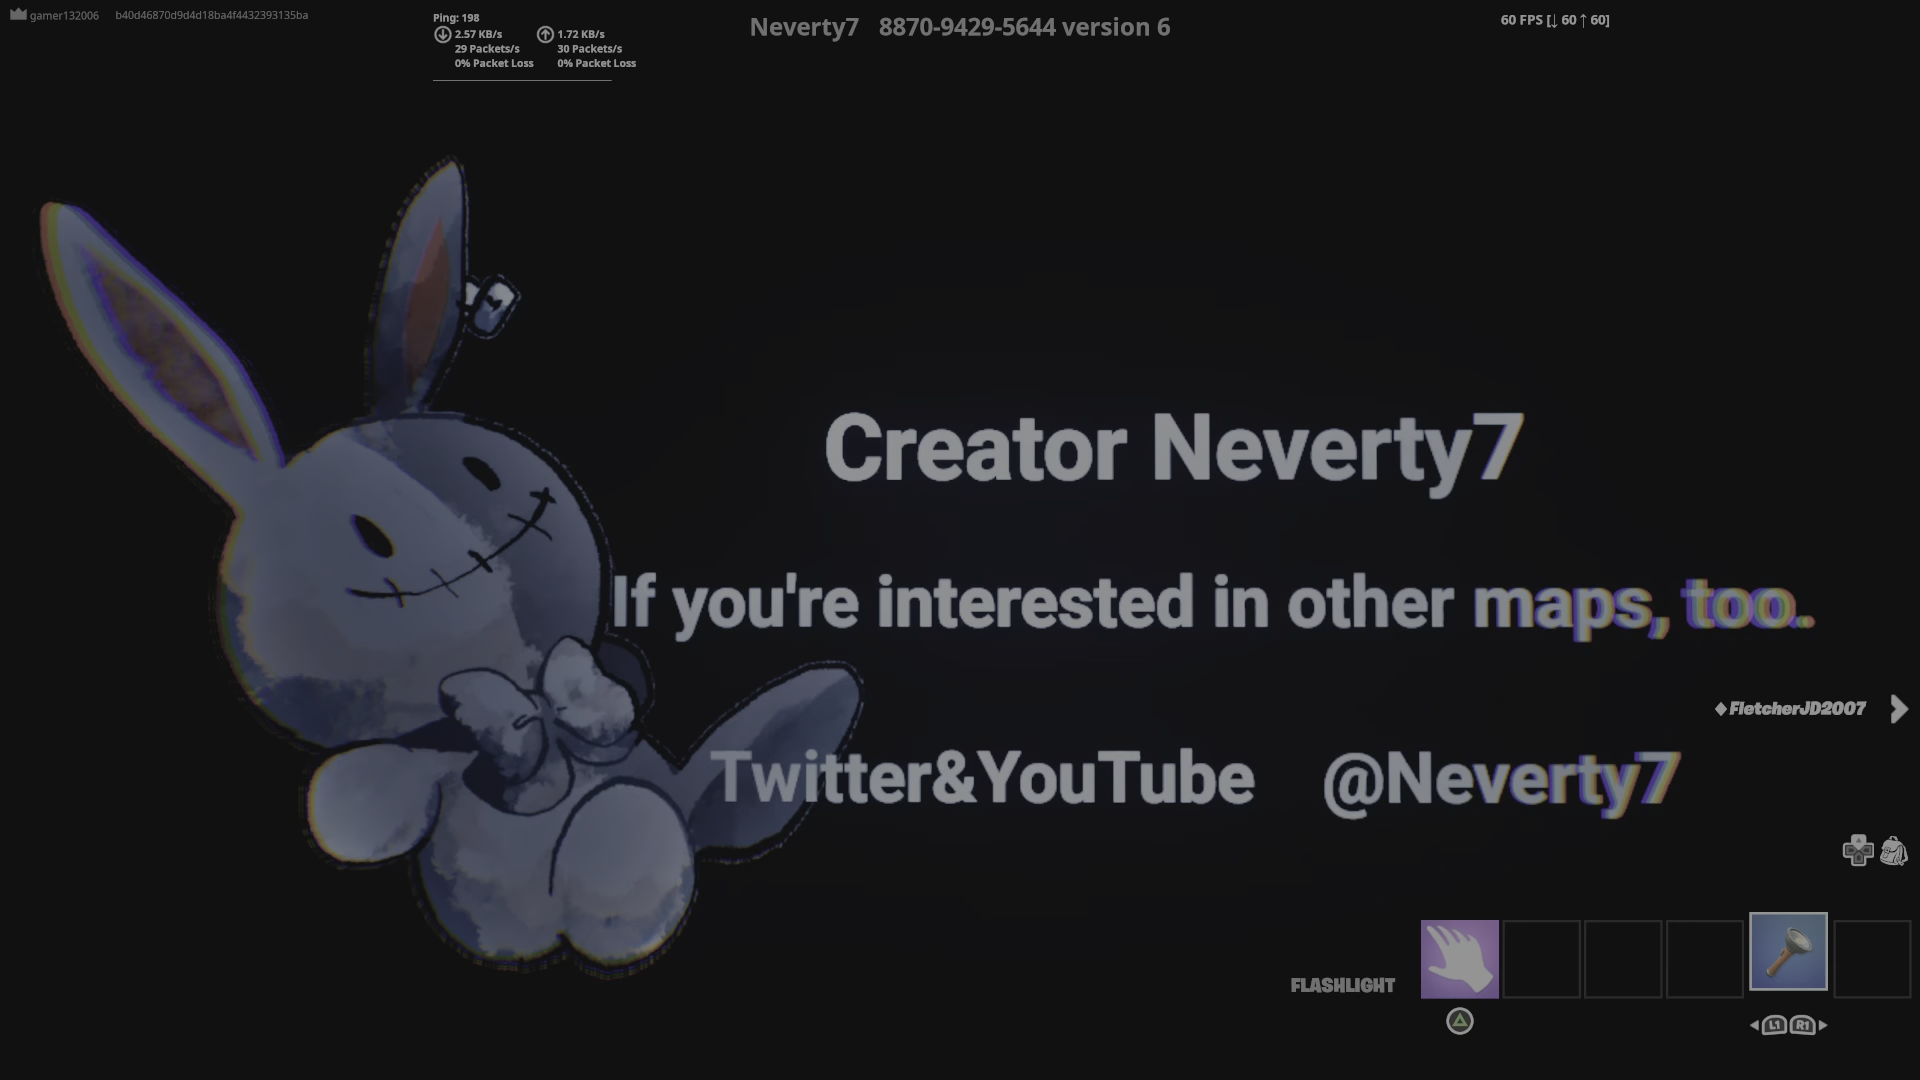 gamer132006 b40d46870d9d4d18ba4f4432393135ba
Ping: 198
2.57 KB/s 1.72 KB/s
29 Packets/s 30 Packets/s
0% Packet Loss 0% Packet Loss
Neverty7 8870-9429-5644 version 6
60 FPS [↓ 60 ↑ 60]
Creator Neverty7
If you're interested in other maps, too.
FletcherJD2007
Twitter&YouTube @Neverty7
FLASHLIGHT
L1 R1